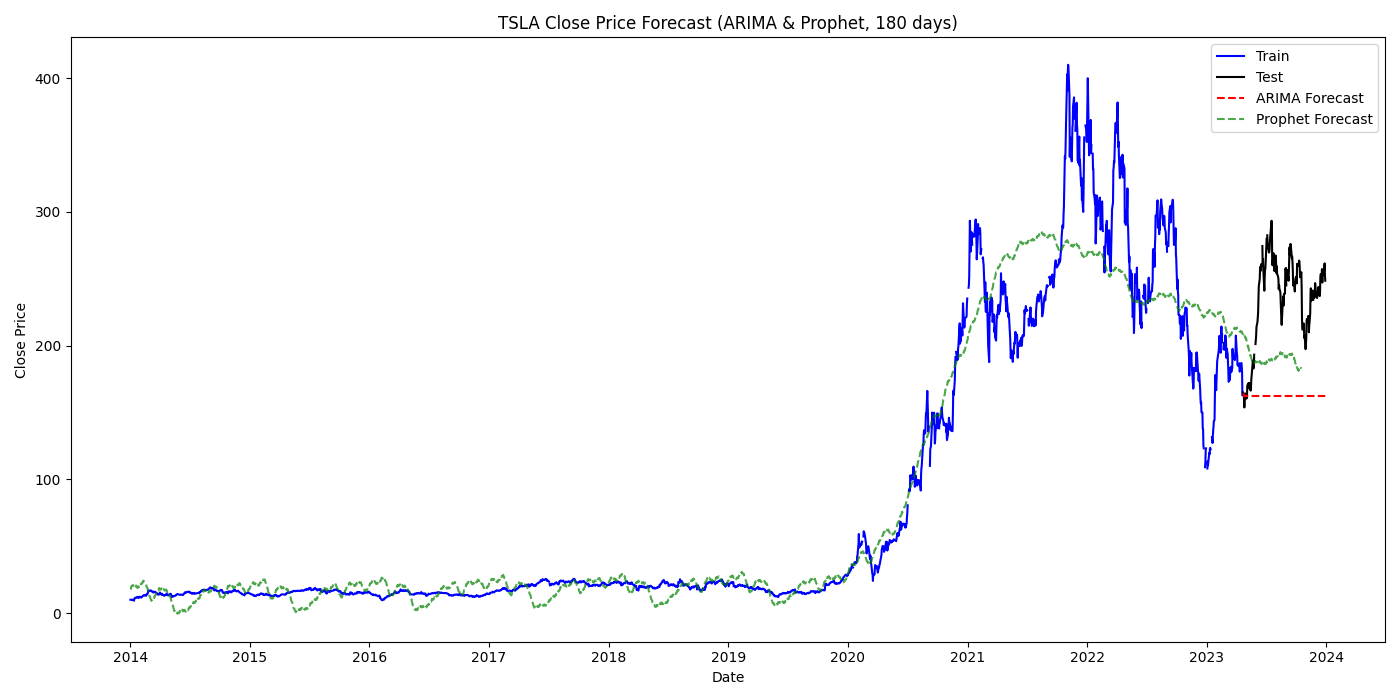 TSLA Close Price Forecast (ARIMA & Prophet, 180 days)
Train
Test
ARIMA Forecast
Prophet Forecast
400
300
200
100
0
Close Price
2014 2015 2016 2017 2018 2019 2020 2021 2022 2023 2024
Date